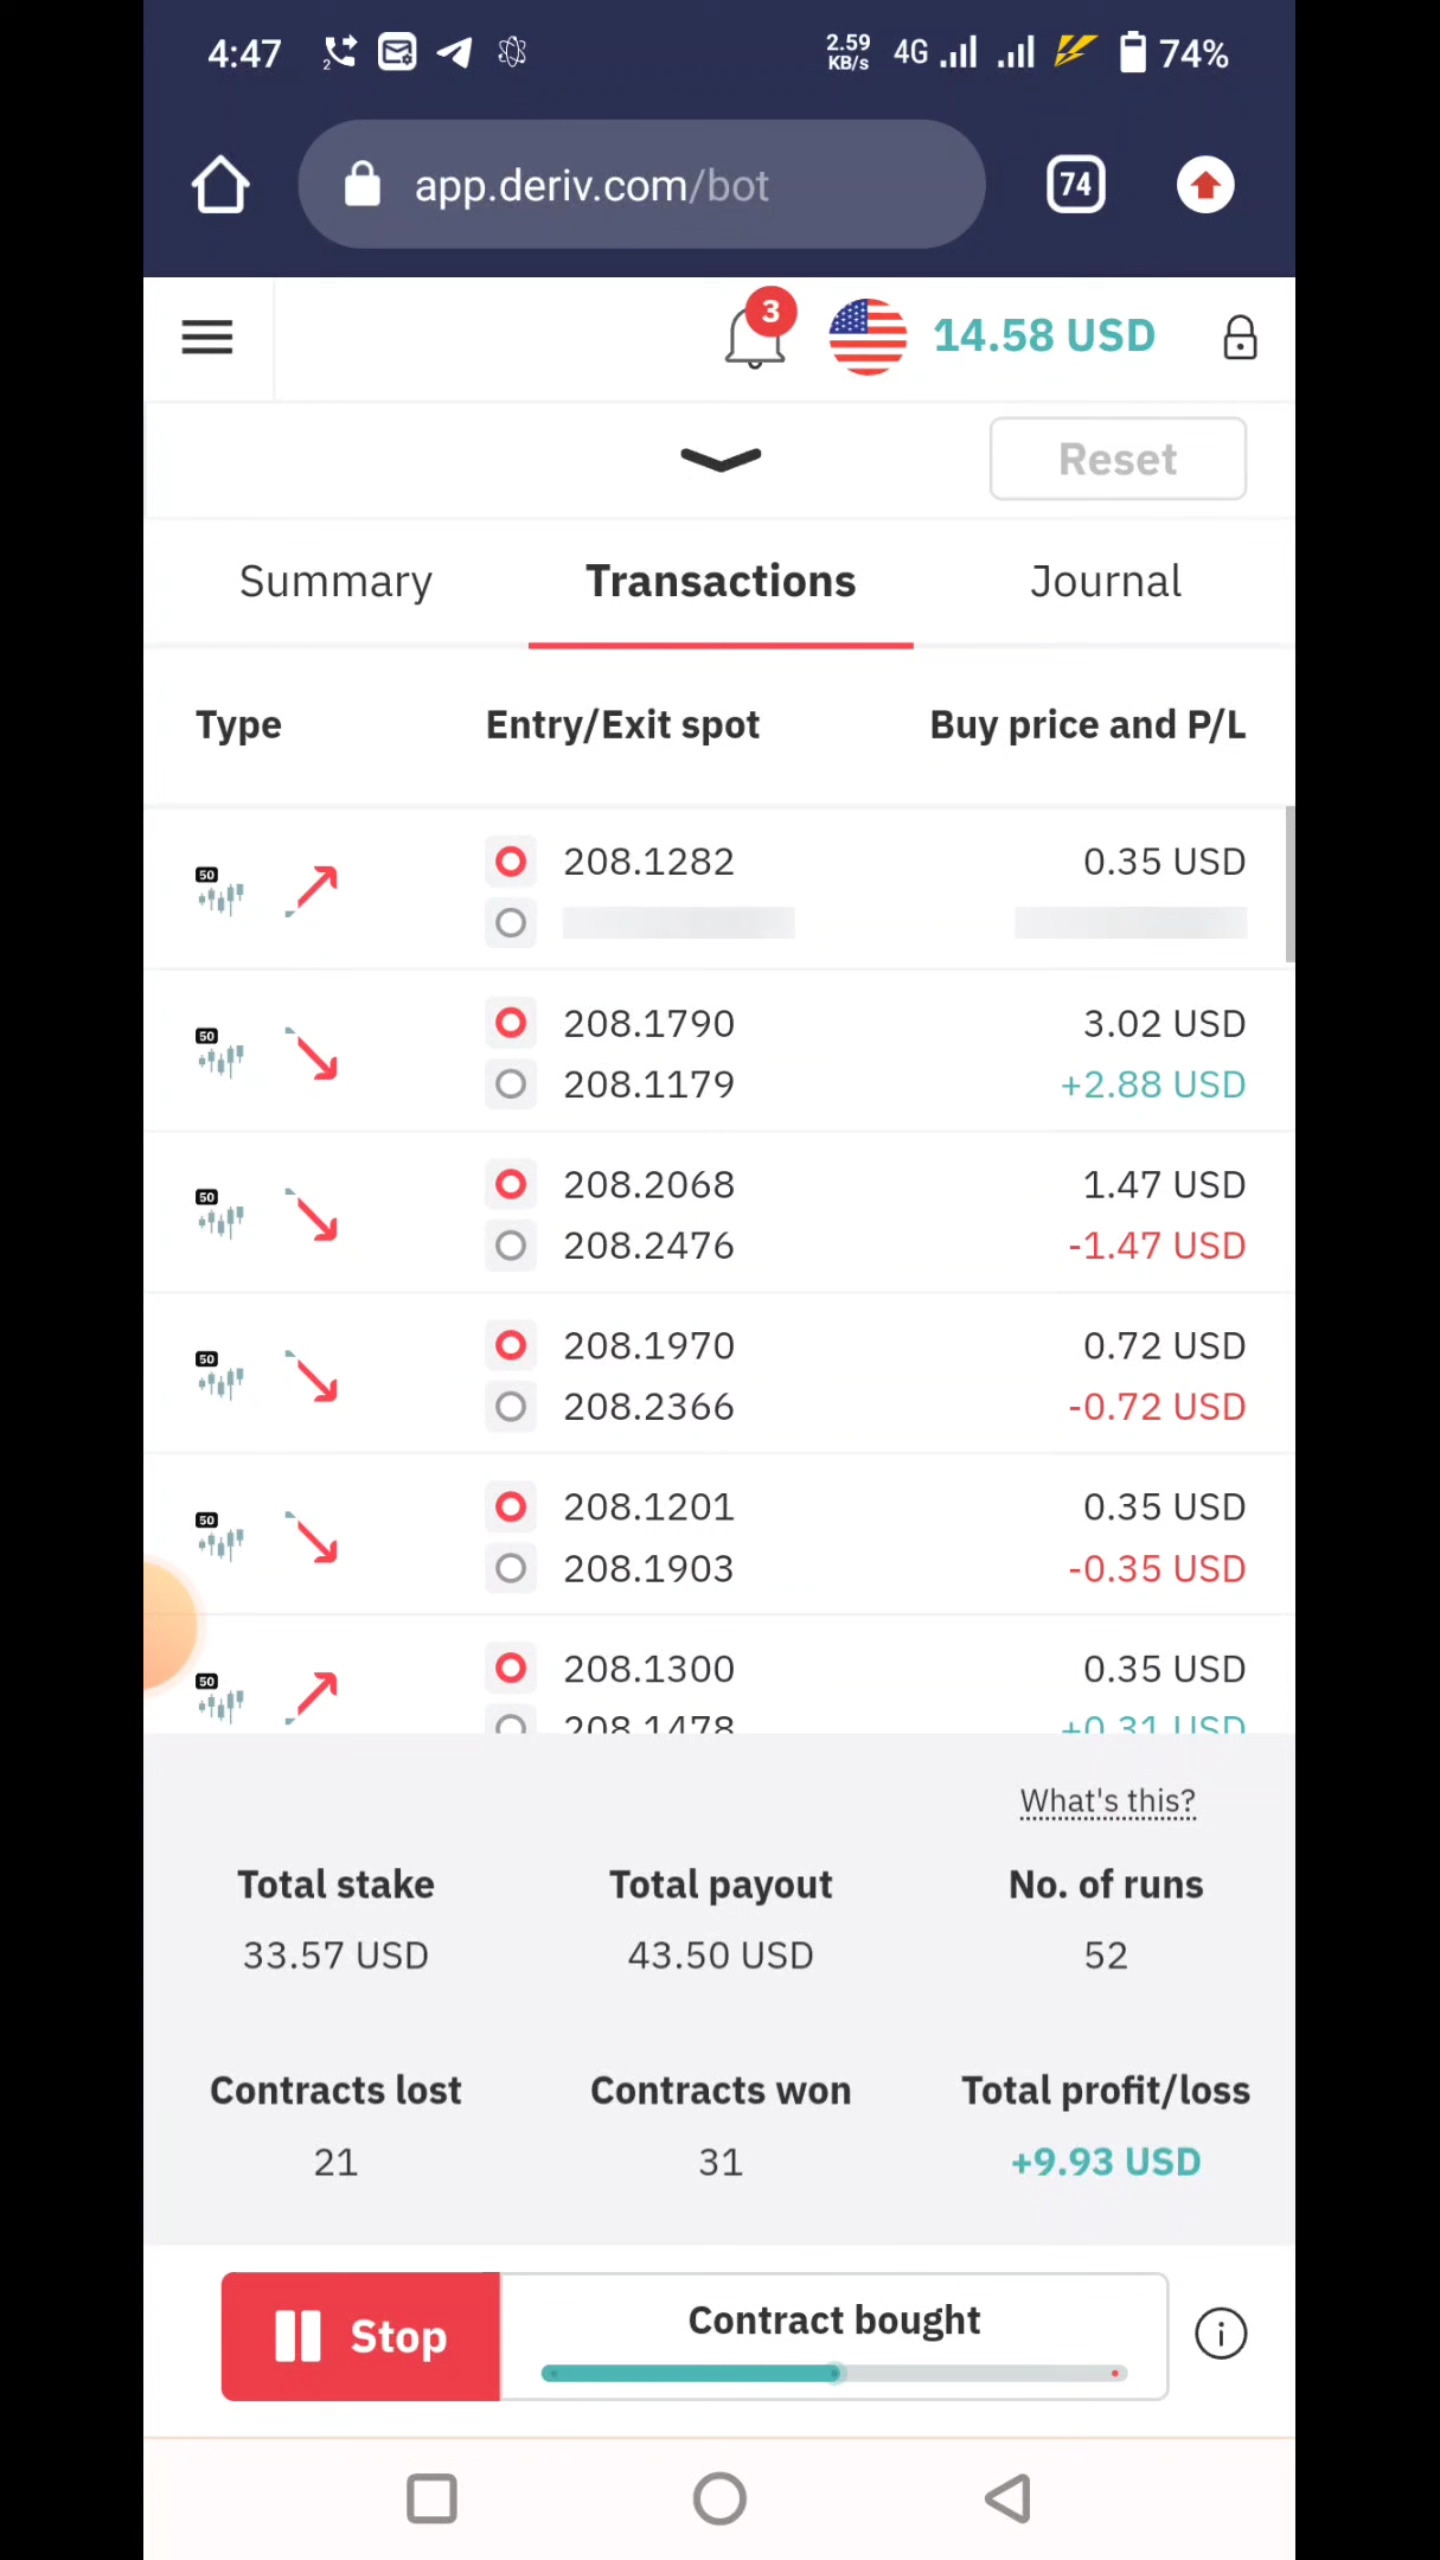 4:47 2 2.59 KB/s 4G 74%
app.deriv.com/bot 74
3 14.58 USD
Reset
Summary Transactions Journal
Type Entry/Exit spot Buy price and P/L
50 208.1282 0.35 USD
50 208.1790 3.02 USD
208.1179 +2.88 USD
50 208.2068 1.47 USD
208.2476 -1.47 USD
50 208.1970 0.72 USD
208.2366 -0.72 USD
50 208.1201 0.35 USD
208.1903 -0.35 USD
50 208.1300 0.35 USD
208.1478 +0.31 USD
What's this?
Total stake Total payout No. of runs
33.57 USD 43.50 USD 52
Contracts lost Contracts won Total profit/loss
21 31 +9.93 USD
Stop Contract bought